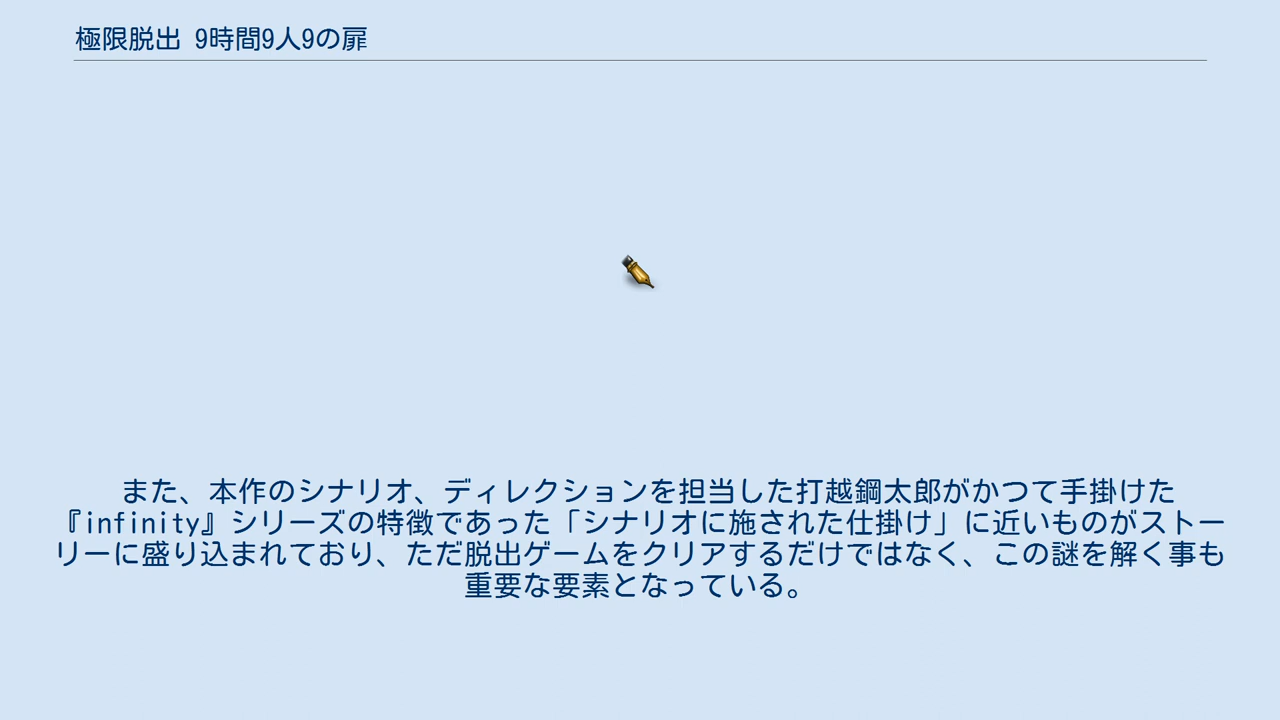 極限脱出 9時間9人9の扉
また、本作のシナリオ、ディレクションを担当した打越鋼太郎がかつて手掛けた
『infinity』シリーズの特徴であった「シナリオに施された仕掛け」に近いものがストー
リーに盛り込まれており、ただ脱出ゲームをクリアするだけではなく、この謎を解く事も
重要な要素となっている。